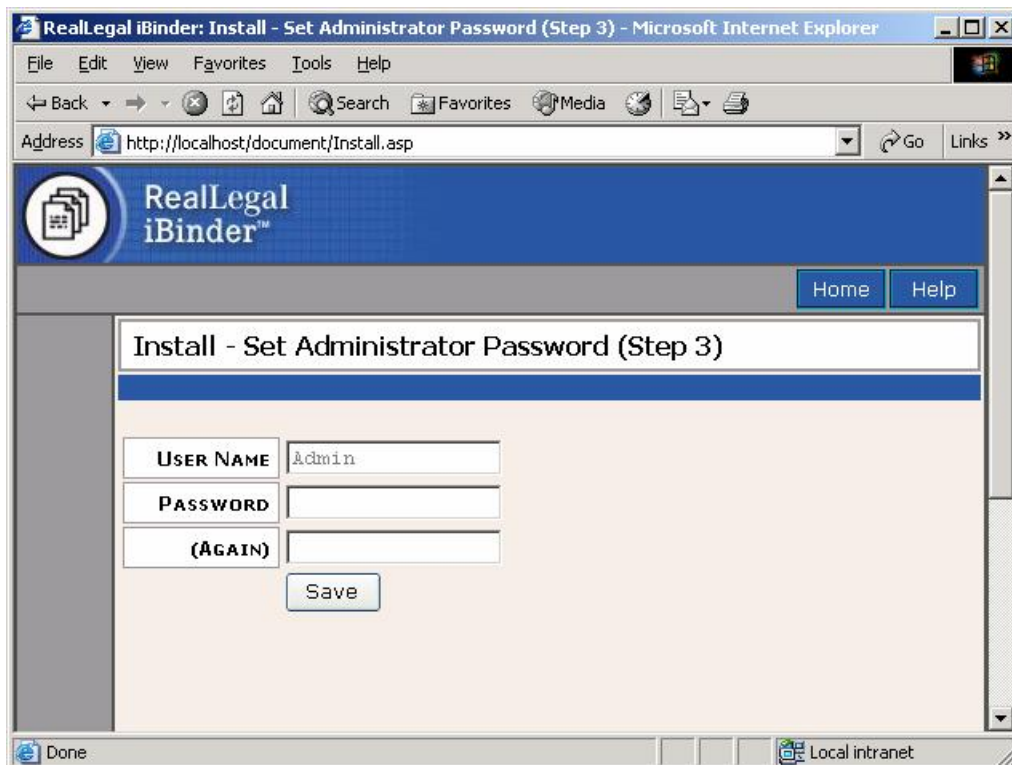 RealLegal iBinder: Install - Set Administrator Password (Step 3) - Microsoft Internet Explorer
File Edit View Favorites Tools Help
Back Search Favorites Media
Address http://localhost/document/Install.asp Go Links »
RealLegal
iBinder™
Home Help
Install - Set Administrator Password (Step 3)
USER NAME Admin
PASSWORD
(AGAIN)
Save
Done Local intranet